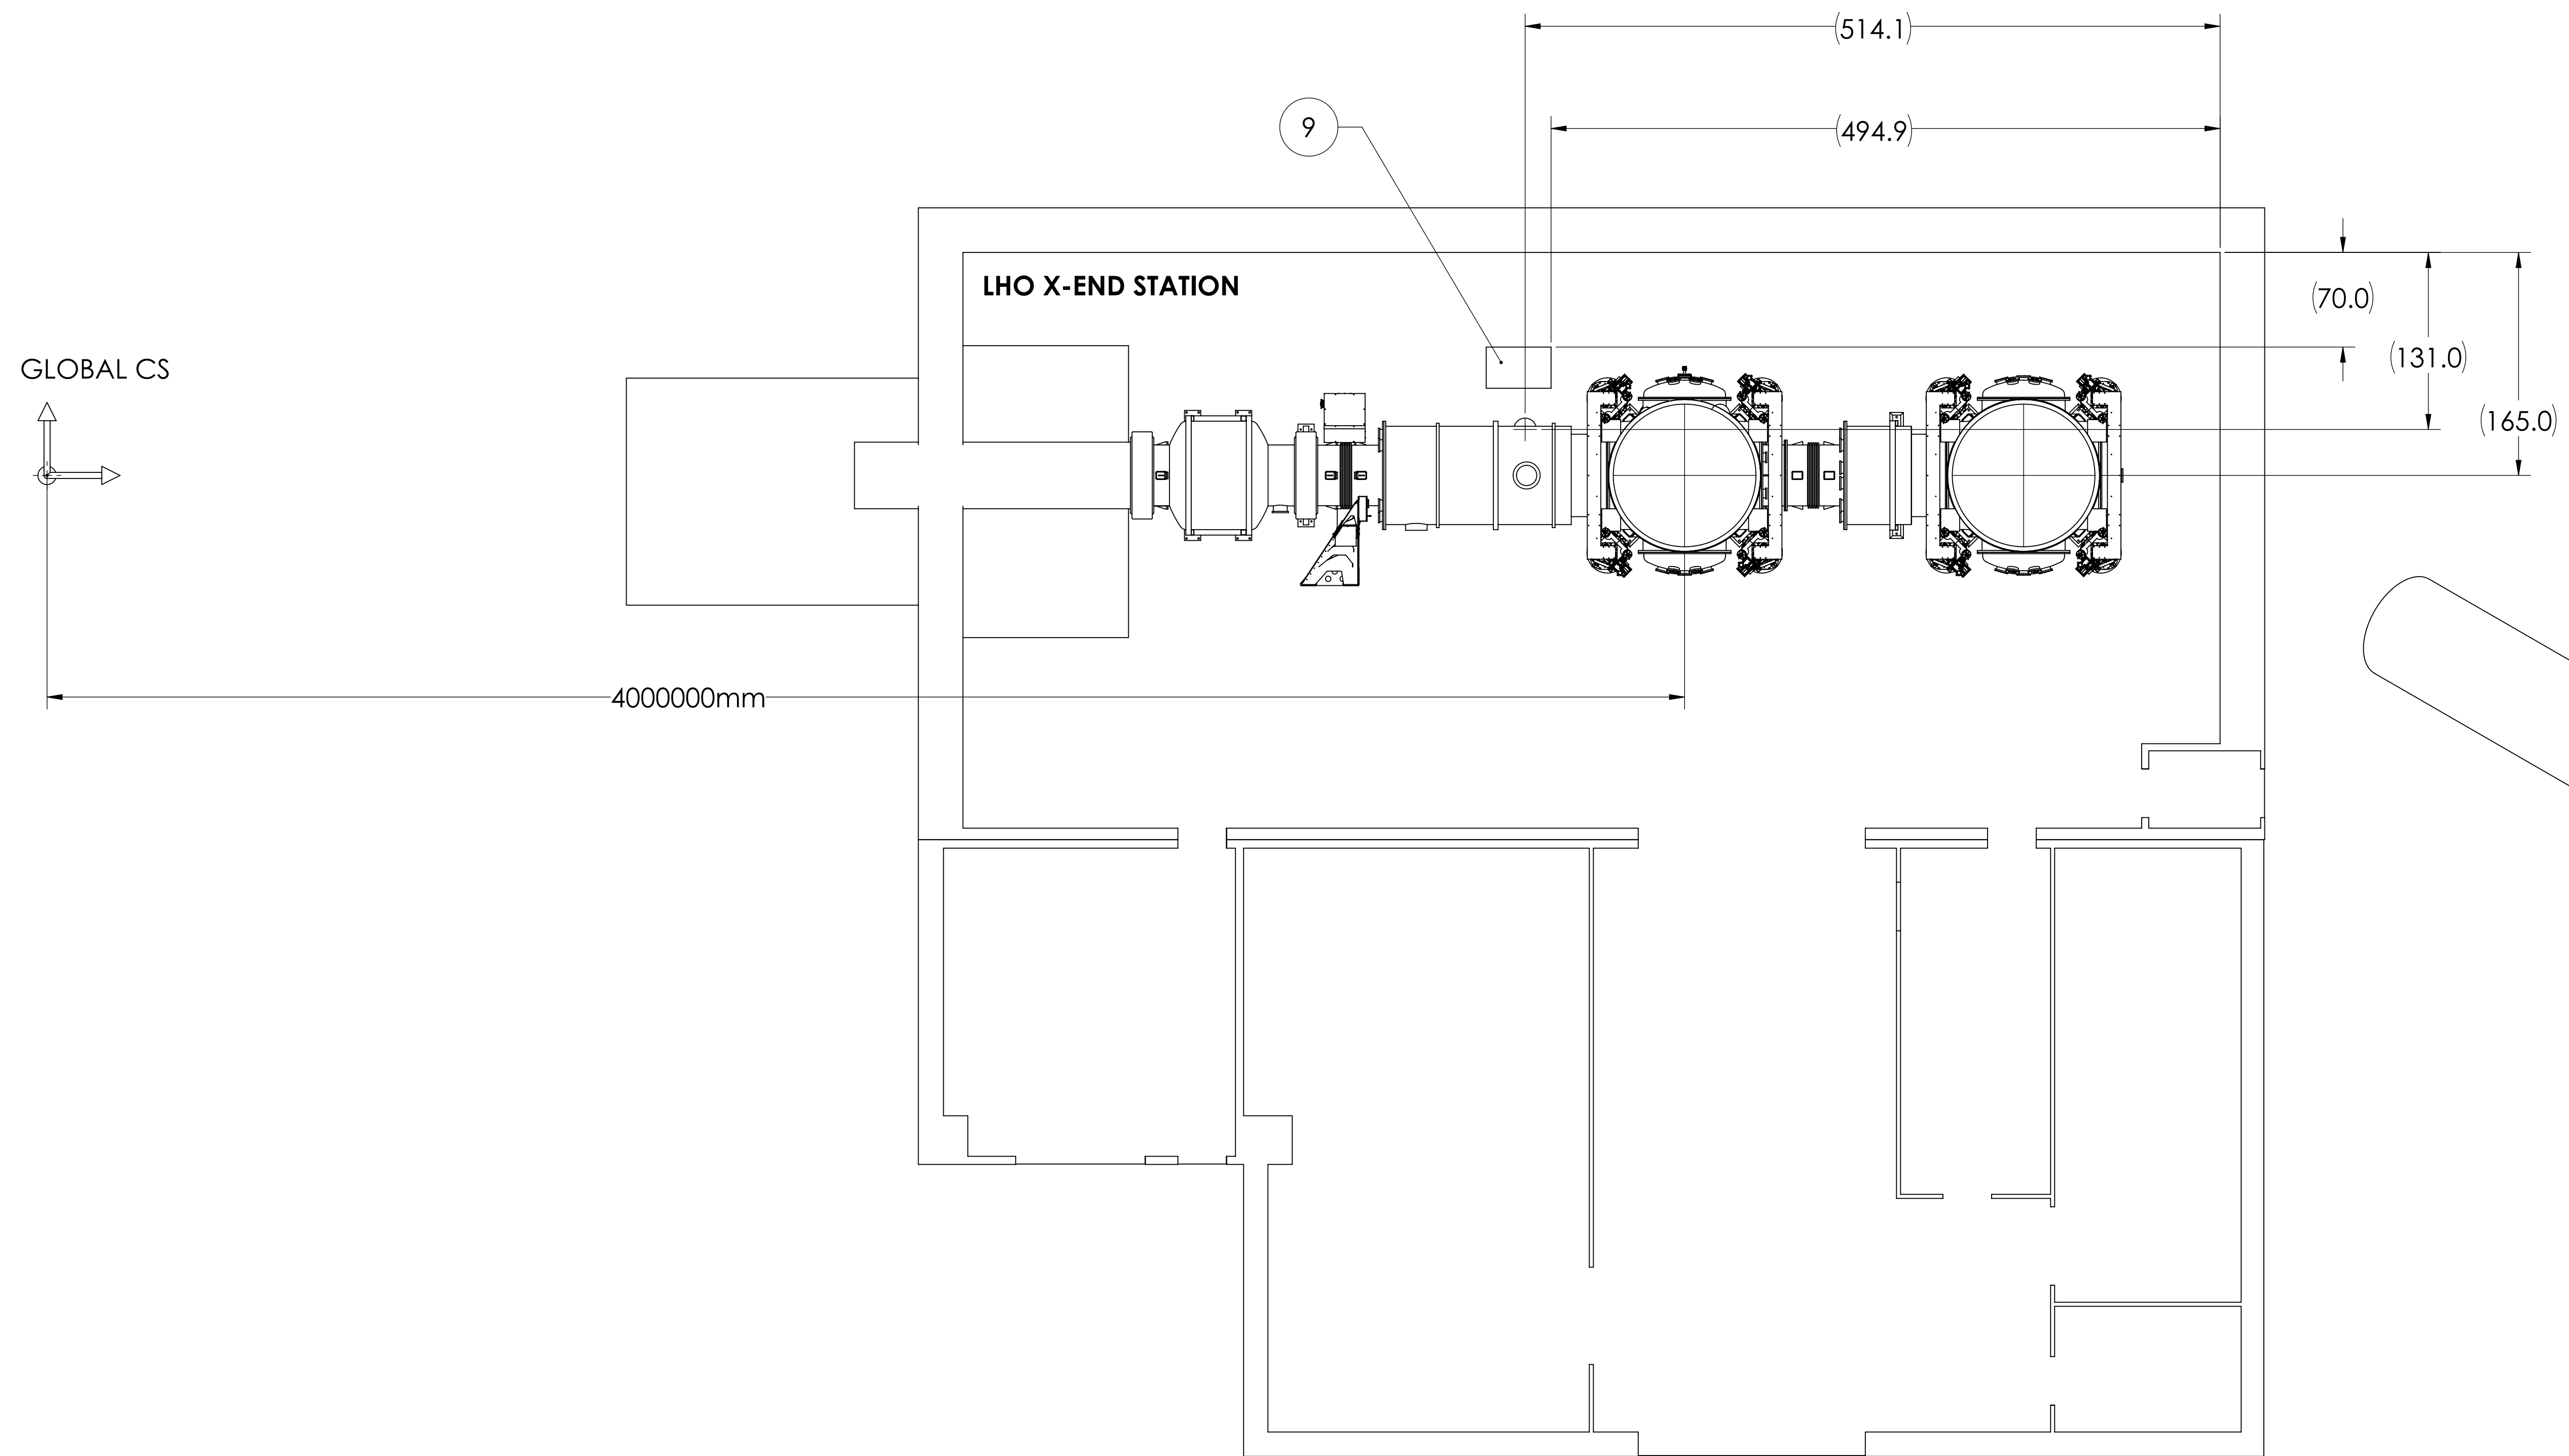 (514.1)
9
(494.9)
LHO X-END STATION
(70.0)
(131.0)
GLOBAL CS
(165.0)
4000000mm